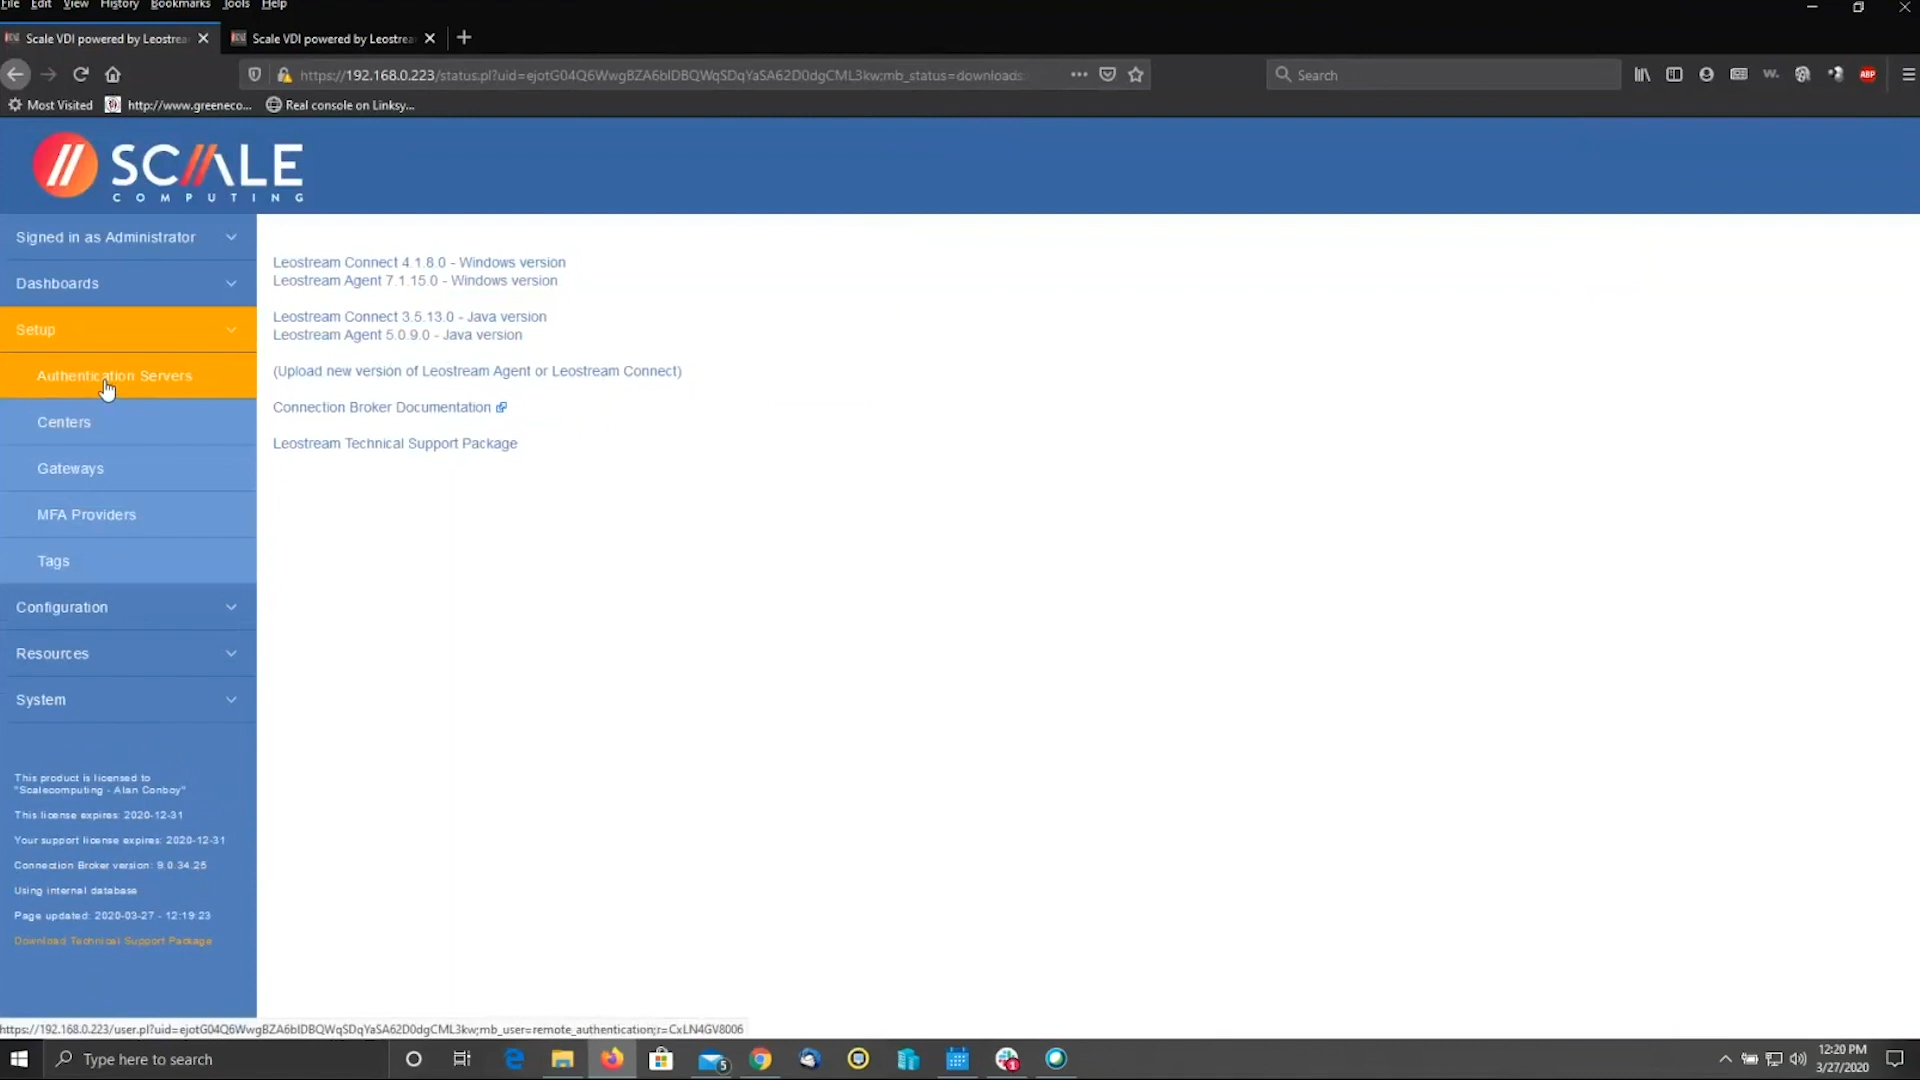 File Edit View History Bookmarks Tools Help
Scale VDI powered by Leostrea
Scale VDI powered by Leostrea
https://192.168.0.223/status.pl?uid=ejotG04Q6WwgBZA6blDBQWqSDqYaSA62D0dgCML3kw;mb_status=downloads:
Search
Most Visited http://www.greeneco... Real console on Linksy...
SCALE
COMPUTING
Signed in as Administrator
Dashboards
Setup
Authentication Servers
Centers
Gateways
MFA Providers
Tags
Configuration
Resources
System
This product is licensed to
"Scalecomputing - Alan Conboy"
This license expires: 2020-12-31
Your support license expires: 2020-12-31
Connection Broker version: 9.0.34.25
Using internal database
Page updated: 2020-03-27 - 12:19:23
Download Technical Support Package
Leostream Connect 4.1.8.0 - Windows version
Leostream Agent 7.1.15.0 - Windows version
Leostream Connect 3.5.13.0 - Java version
Leostream Agent 5.0.9.0 - Java version
(Upload new version of Leostream Agent or Leostream Connect)
Connection Broker Documentation
Leostream Technical Support Package
https://192.168.0.223/user.pl?uid=ejotG04Q6WwgBZA6blDBQWqSDqYaSA62D0dgCML3kw;mb_user=remote_authentication;r=CxLN4GV8006
Type here to search
5
1
12:20 PM
3/27/2020
W.
ABP